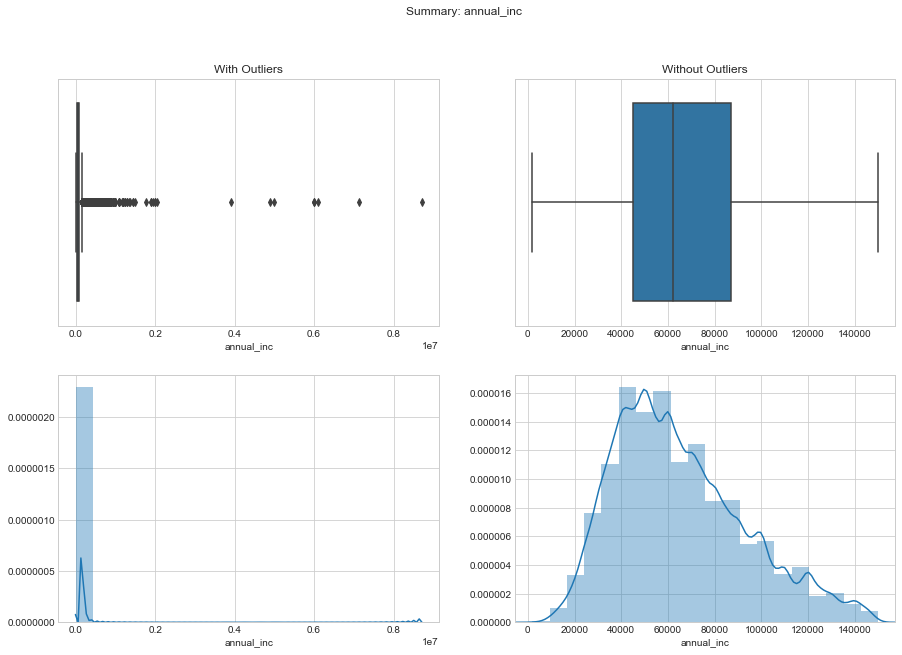 Summary: annual_inc
With Outliers
0.0 0.2 0.4 0.6 0.8
annual_inc 1e7
Without Outliers
0 20000 40000 60000 80000 100000 120000 140000
annual_inc
0.0000020
0.0000015
0.0000010
0.0000005
0.0000000
0.0 0.2 0.4 0.6 0.8
annual_inc 1e7
0.000016
0.000014
0.000012
0.000010
0.000008
0.000006
0.000004
0.000002
0.000000
0 20000 40000 60000 80000 100000 120000 140000
annual_inc